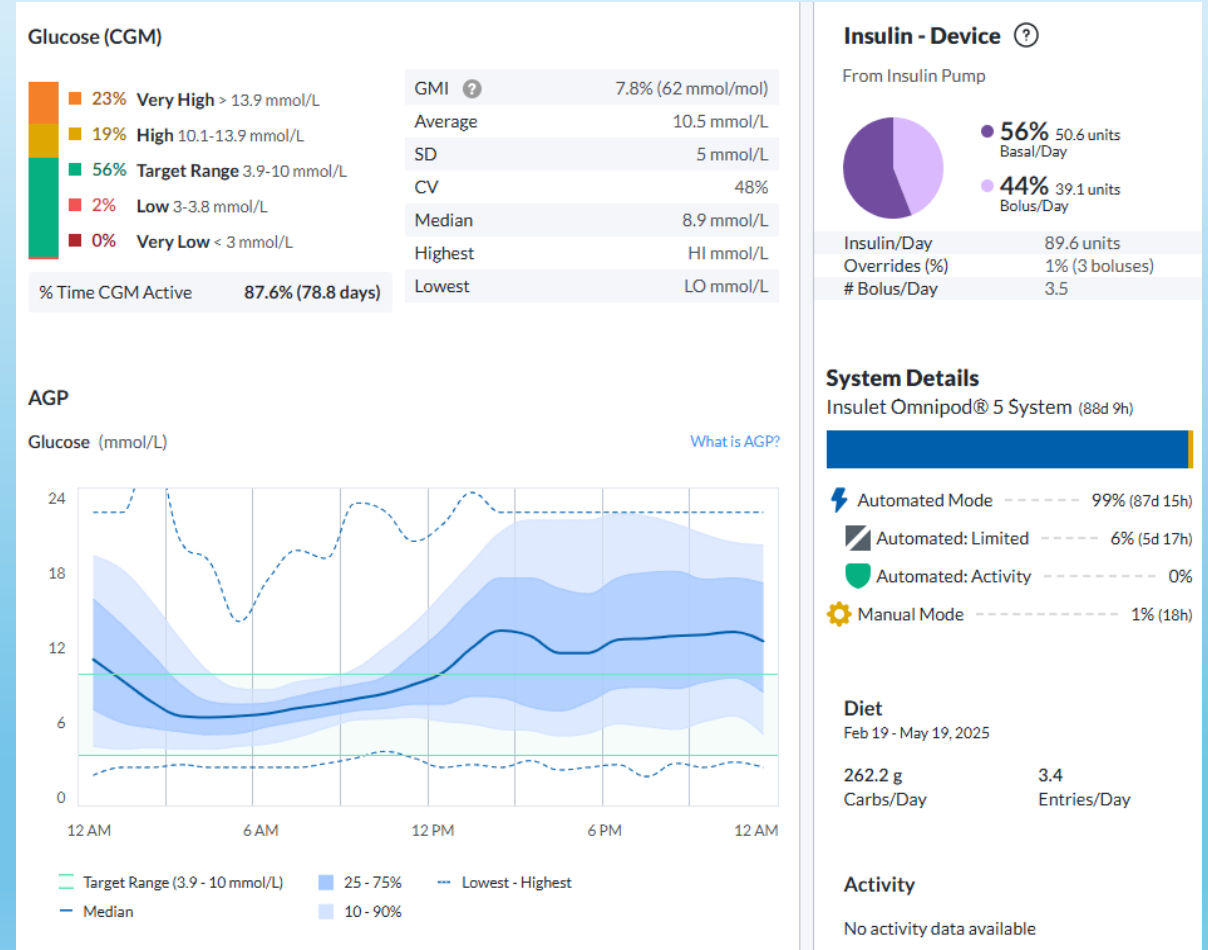 Glucose (CGM)
23% Very High > 13.9 mmol/L
19% High 10.1-13.9 mmol/L
56% Target Range 3.9-10 mmol/L
2% Low 3-3.8 mmol/L
0% Very Low < 3 mmol/L
% Time CGM Active 87.6% (78.8 days)
GMI ? 7.8% (62 mmol/mol)
Average 10.5 mmol/L
SD 5 mmol/L
CV 48%
Median 8.9 mmol/L
Highest HI mmol/L
Lowest LO mmol/L
AGP
Glucose (mmol/L) What is AGP?
24
18
12
6
0
12 AM 6 AM 12 PM 6 PM 12 AM
Target Range (3.9 - 10 mmol/L) 25 - 75% Lowest - Highest
Median 10 - 90%
Insulin - Device ?
From Insulin Pump
56% 50.6 units
Basal/Day
44% 39.1 units
Bolus/Day
Insulin/Day 89.6 units
Overrides (%) 1% (3 boluses)
# Bolus/Day 3.5
System Details
Insulet Omnipod® 5 System (88d 9h)
Automated Mode 99% (87d 15h)
Automated: Limited 6% (5d 17h)
Automated: Activity 0%
Manual Mode 1% (18h)
Diet
Feb 19 - May 19, 2025
262.2 g 3.4
Carbs/Day Entries/Day
Activity
No activity data available